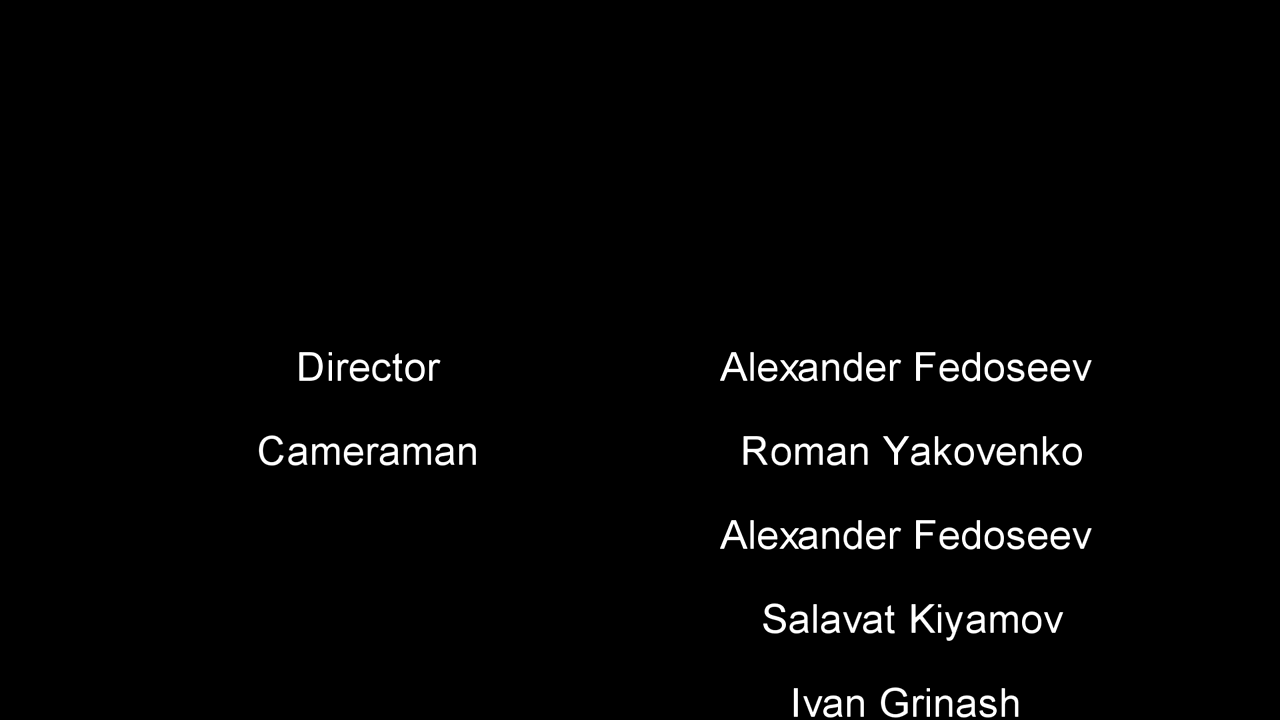 Director Alexander Fedoseev
Cameraman Roman Yakovenko
Alexander Fedoseev
Salavat Kiyamov
Ivan Grinash